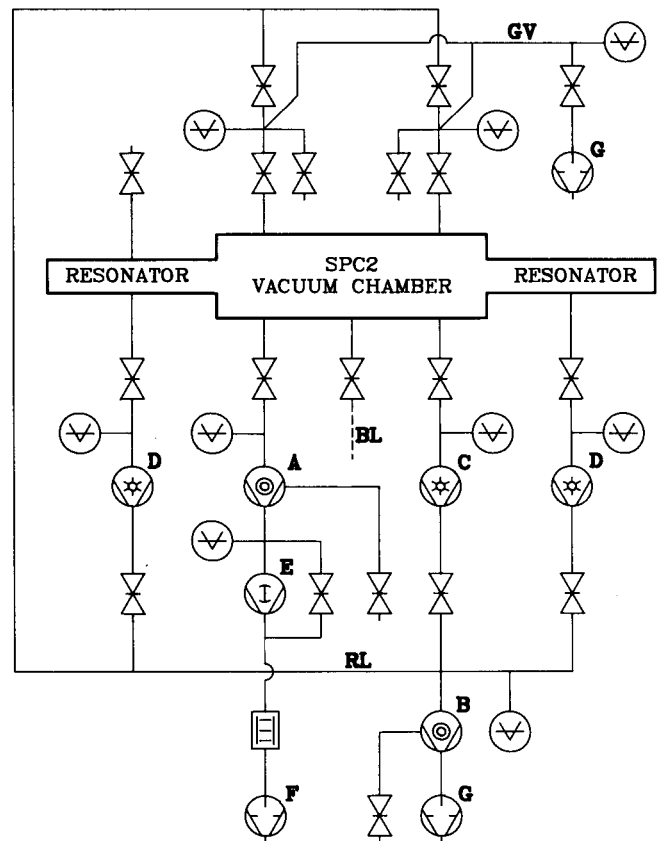 GV
G
SPC2
VACUUM CHAMBER
RESONATOR
RESONATOR
BL
D
A
C
D
E
RL
B
F
G